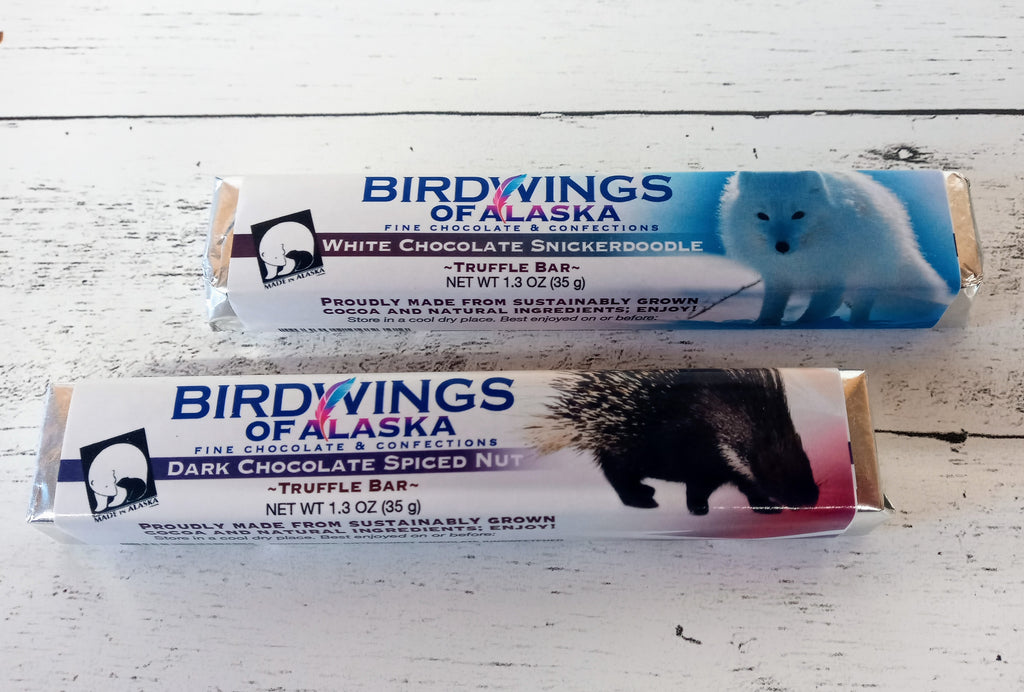 BIRDWINGS
OF ALASKA
FINE CHOCOLATE & CONFECTIONS
WHITE CHOCOLATE SNICKERDOODLE
~TRUFFLE BAR~
NET WT 1.3 OZ (35 g)
PROUDLY MADE FROM SUSTAINABLY GROWN
COCOA AND NATURAL INGREDIENTS; ENJOY!
Store in a cool dry place. Best enjoyed on or before:
MADE IN ALASKA
BIRDWINGS
OF ALASKA
FINE CHOCOLATE & CONFECTIONS
DARK CHOCOLATE SPICED NUT
~TRUFFLE BAR~
NET WT 1.3 OZ (35 g)
PROUDLY MADE FROM SUSTAINABLY GROWN
COCOA AND NATURAL INGREDIENTS; ENJOY!
Store in a cool dry place. Best enjoyed on or before:
MADE IN ALASKA